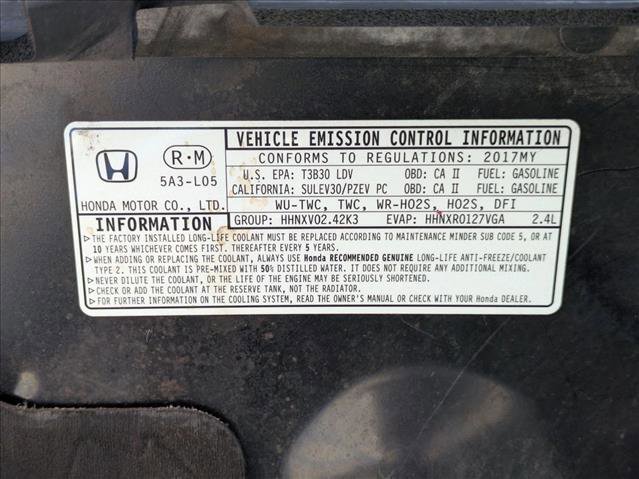 VEHICLE EMISSION CONTROL INFORMATION
CONFORMS TO REGULATIONS: 2017MY
R·M
5A3-L05
HONDA MOTOR CO., LTD.
U.S. EPA: T3B30 LDV OBD: CA II FUEL: GASOLINE
CALIFORNIA: SULEV30/PZEV PC OBD: CA II FUEL: GASOLINE
WU-TWC, TWC, WR-HO2S, HO2S, DFI
GROUP: HHNXV02.42K3 EVAP: HHNXR0127VGA 2.4L
INFORMATION
▷THE FACTORY INSTALLED LONG-LIFE COOLANT MUST BE REPLACED ACCORDING TO MAINTENANCE MINDER SUB CODE 5, OR AT
10 YEARS WHICHEVER COMES FIRST. THEREAFTER EVERY 5 YEARS.
▷WHEN ADDING OR REPLACING THE COOLANT, ALWAYS USE Honda RECOMMENDED GENUINE LONG-LIFE ANTI-FREEZE/COOLANT
TYPE 2. THIS COOLANT IS PRE-MIXED WITH 50% DISTILLED WATER. IT DOES NOT REQUIRE ANY ADDITIONAL MIXING.
▷NEVER DILUTE THE COOLANT, OR THE LIFE OF THE ENGINE MAY BE SERIOUSLY SHORTENED.
▷CHECK OR ADD THE COOLANT AT THE RESERVE TANK, NOT THE RADIATOR.
▷FOR FURTHER INFORMATION ON THE COOLING SYSTEM, READ THE OWNER'S MANUAL OR CHECK WITH YOUR Honda DEALER.